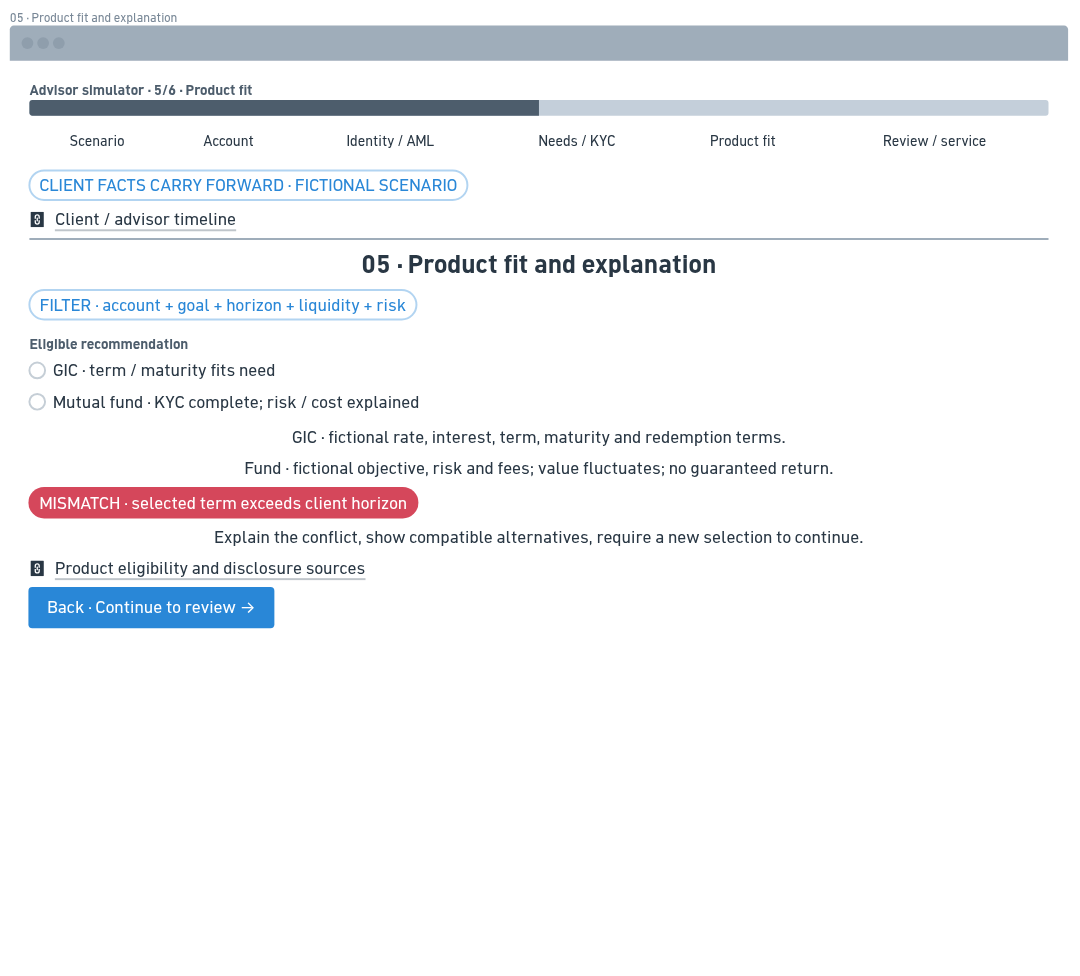 05 · Product fit and explanation
Advisor simulator · 5/6 · Product fit
Scenario Account Identity / AML Needs / KYC Product fit Review / service
CLIENT FACTS CARRY FORWARD · FICTIONAL SCENARIO
Client / advisor timeline
05 · Product fit and explanation
FILTER · account + goal + horizon + liquidity + risk
Eligible recommendation
GIC · term / maturity fits need
Mutual fund · KYC complete; risk / cost explained
GIC · fictional rate, interest, term, maturity and redemption terms.
Fund · fictional objective, risk and fees; value fluctuates; no guaranteed return.
MISMATCH · selected term exceeds client horizon
Explain the conflict, show compatible alternatives, require a new selection to continue.
Product eligibility and disclosure sources
Back · Continue to review →